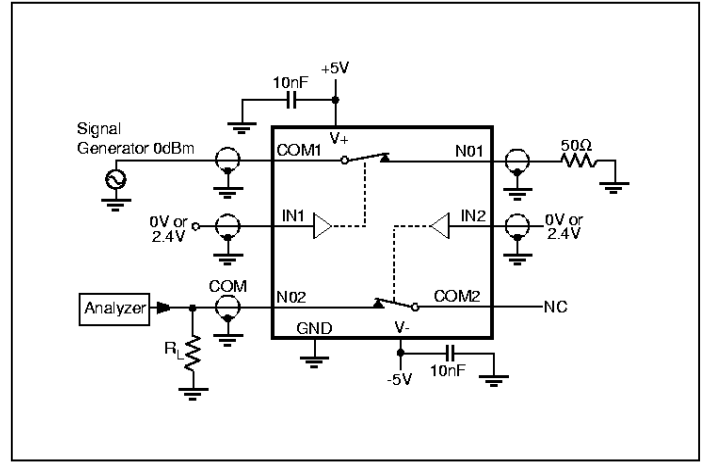 +5V
10nF
Signal
Generator 0dBm
V+
COM1
N01
50Ω
0V or
2.4V
IN1
IN2
0V or
2.4V
COM
N02
COM2
NC
Analyzer
GND
V-
RL
-5V
10nF